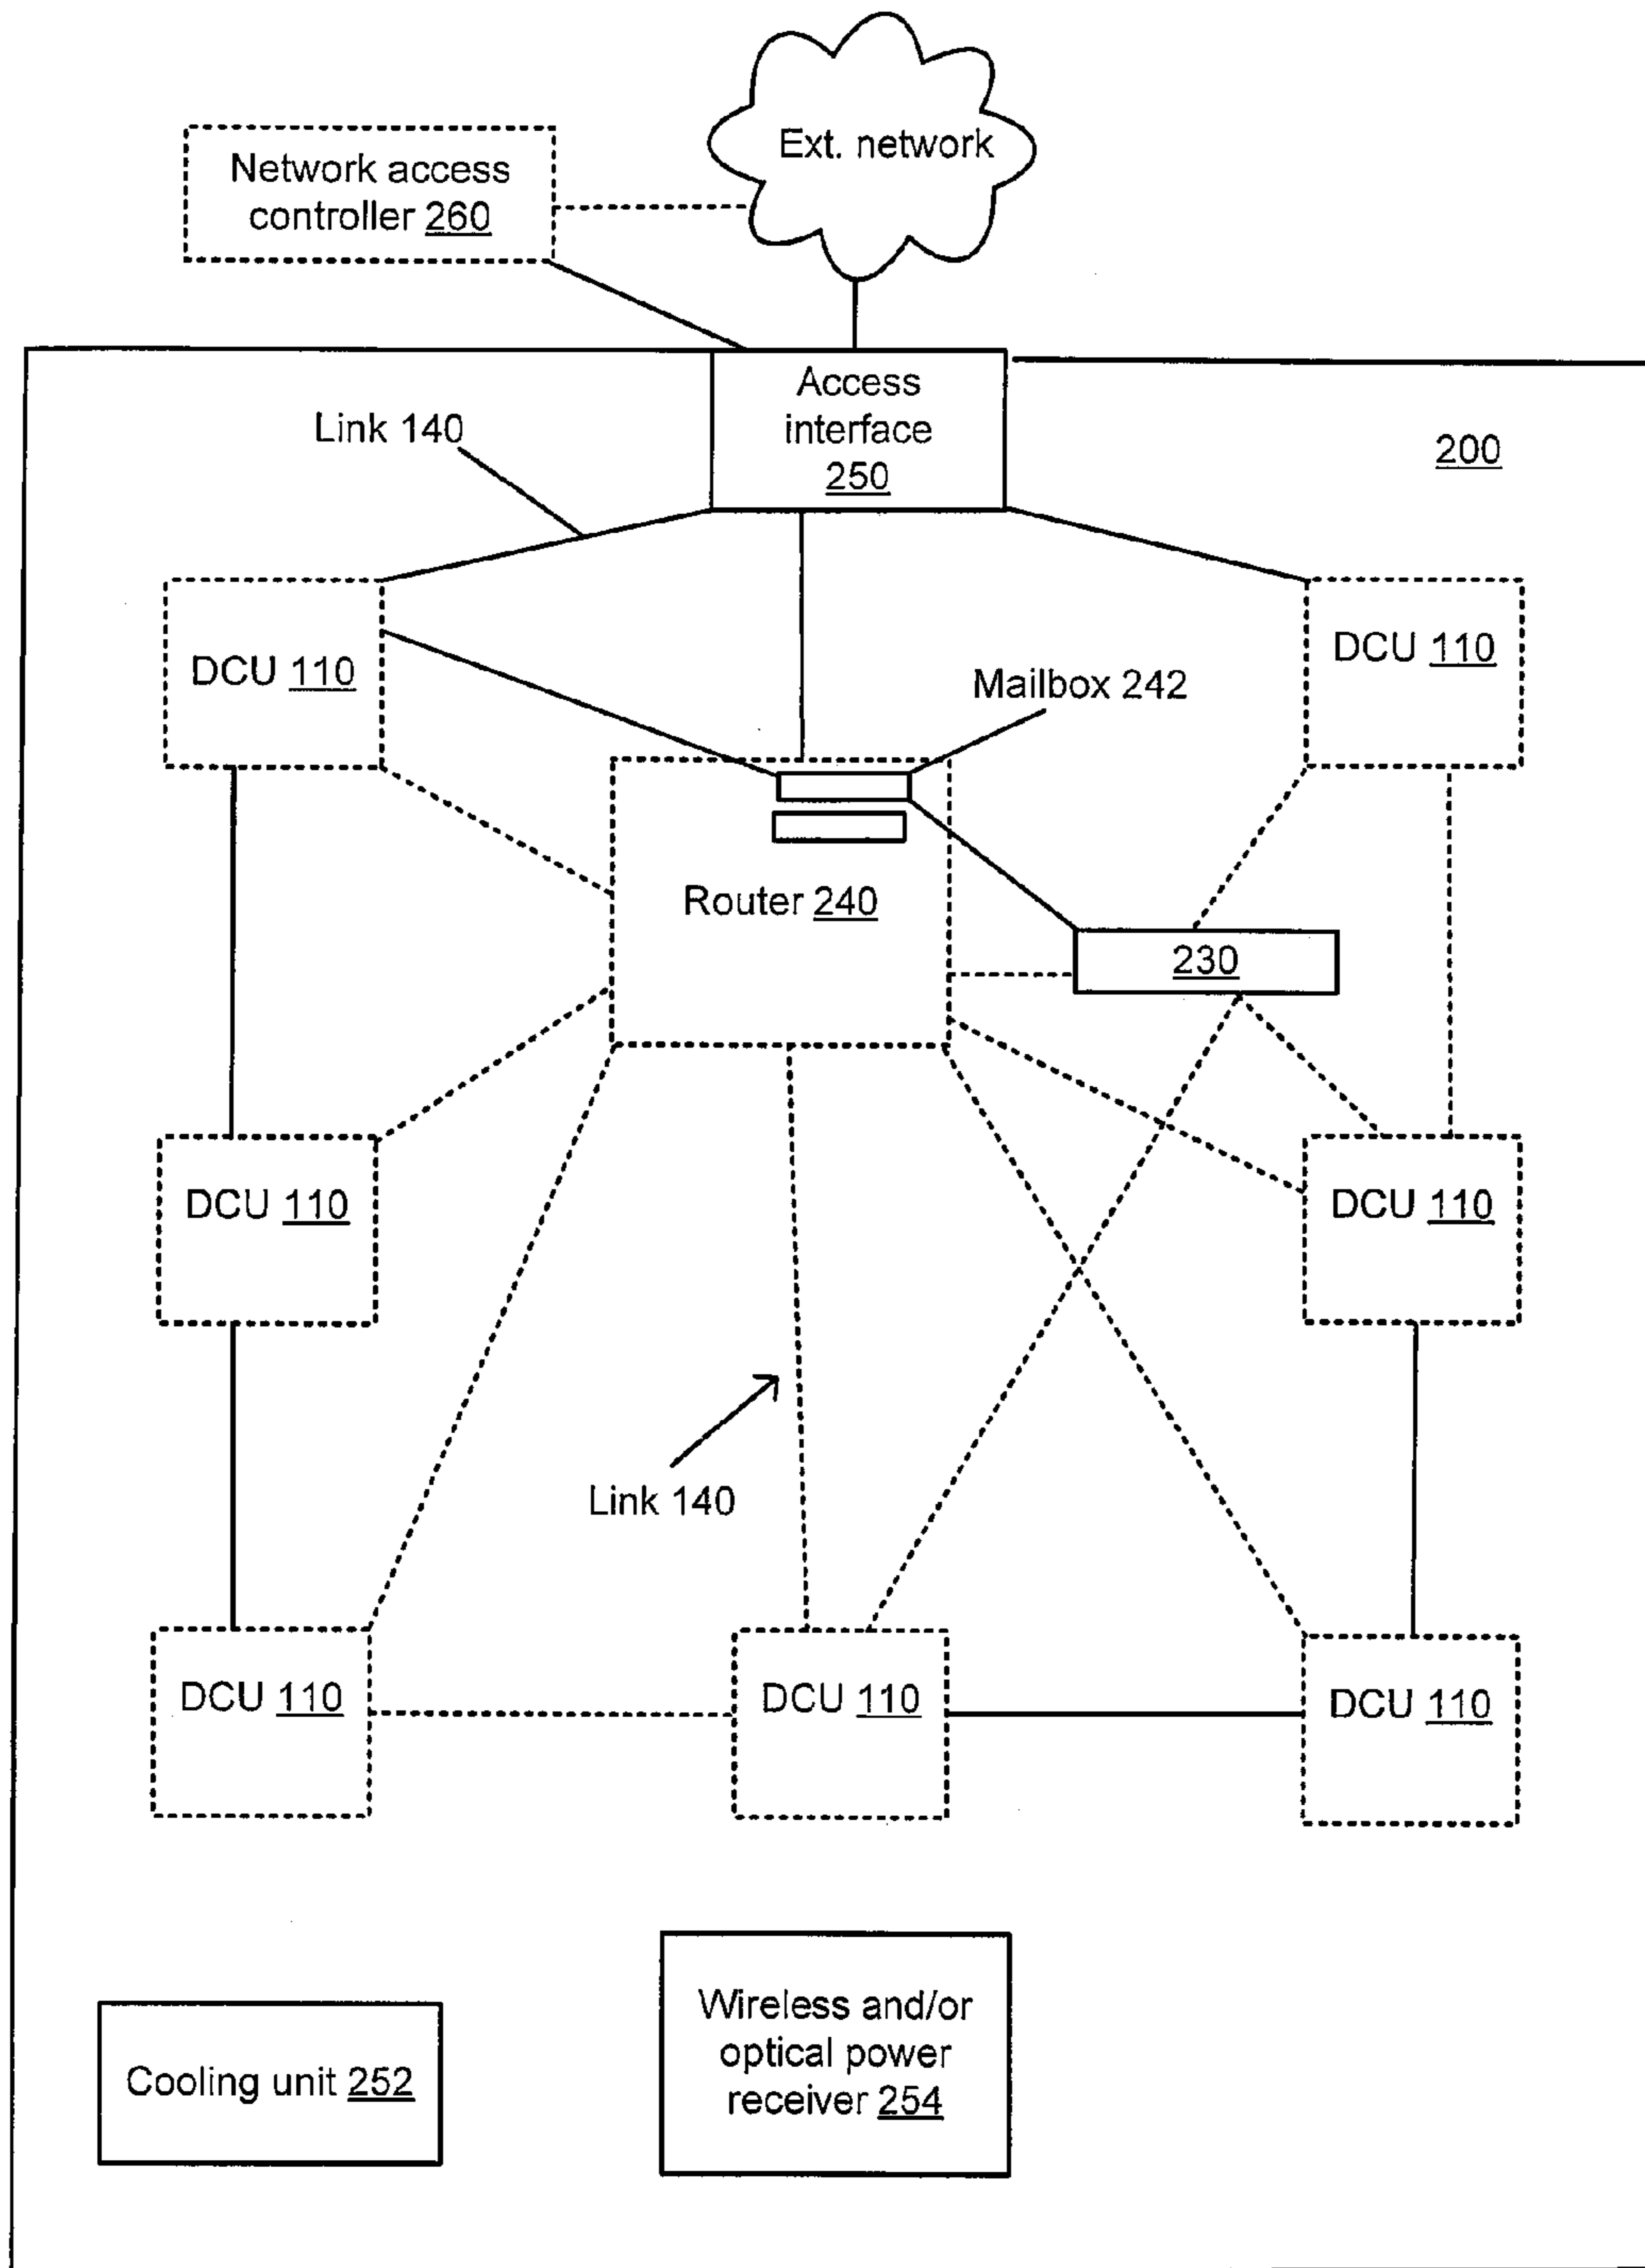 Ext. network
Network access
controller 260
Access
interface
250
Link 140
200
DCU 110
DCU 110
Mailbox 242
Router 240
230
DCU 110
DCU 110
Link 140
DCU 110
DCU 110
DCU 110
Wireless and/or
optical power
receiver 254
Cooling unit 252